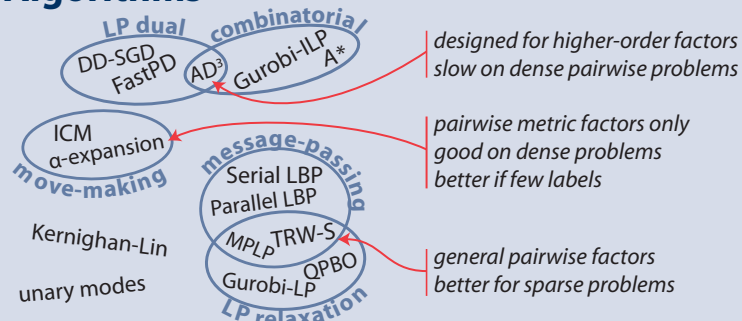 Algorithms
LP dual
combinatorial
DD-SGD
FastPD
AD³
Gurobi-ILP
A*
designed for higher-order factors
slow on dense pairwise problems
ICM
α-expansion
move-making
pairwise metric factors only
good on dense problems
better if few labels
message-passing
Serial LBP
Parallel LBP
MPLP
TRW-S
QPBO
Gurobi-LP
LP relaxation
general pairwise factors
better for sparse problems
Kernighan-Lin
unary modes